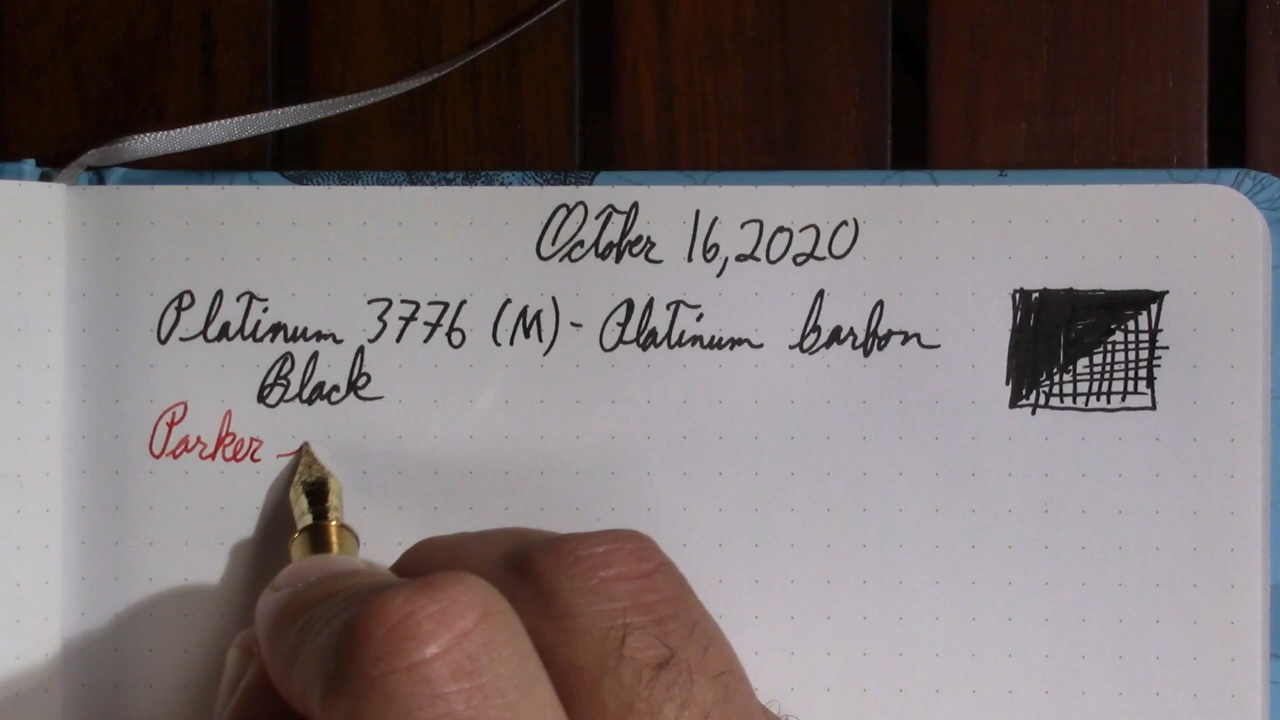 October 16, 2020
Platinum 3776 (M) - Platinum Carbon
Black
Parker